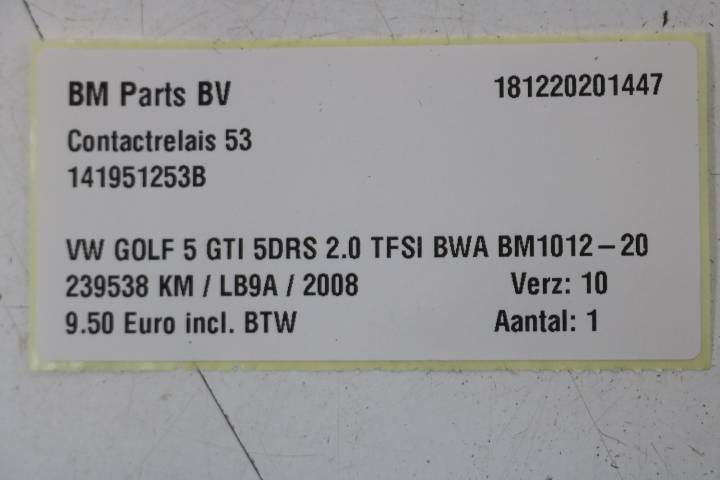 BM Parts BV 181220201447
Contactrelais 53
141951253B
VW GOLF 5 GTI 5DRS 2.0 TFSI BWA BM1012-20
239538 KM / LB9A / 2008 Verz: 10
9.50 Euro incl. BTW Aantal: 1